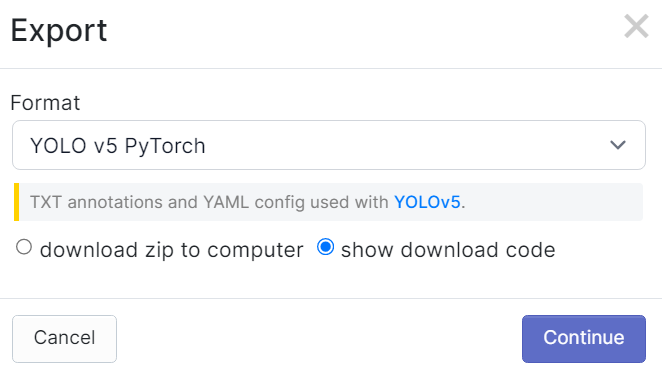 Export
Format
YOLO v5 PyTorch
TXT annotations and YAML config used with YOLOv5.
download zip to computer show download code
Cancel Continue